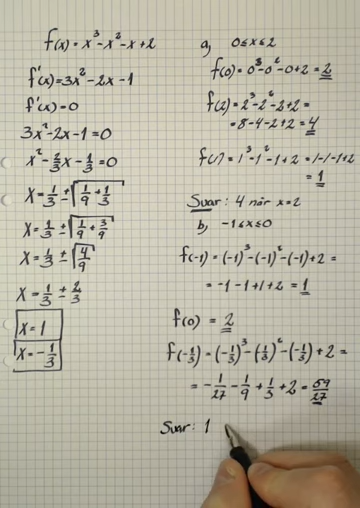 f(x) = x³ - x² - x + 2
f'(x) = 3x² - 2x - 1
f'(x) = 0
3x² - 2x - 1 = 0
x² - 2/3x - 1/3 = 0
x = 1/3 ± √(1/9 + 1/3)
x = 1/3 ± √(1/9 + 3/9)
x = 1/3 ± √(4/9)
x = 1/3 ± 2/3
x = 1
x = -1/3
a) 0 ≤ x ≤ 2
f(0) = 0³ - 0² - 0 + 2 = 2
f(2) = 2³ - 2² - 2 + 2 =
= 8 - 4 - 2 + 2 = 4
f(1) = 1³ - 1² - 1 + 2 = 1 - 1 - 1 + 2
= 1
Svar: 4 när x = 2
b) -1 ≤ x ≤ 0
f(-1) = (-1)³ - (-1)² - (-1) + 2 =
= -1 - 1 + 1 + 2 = 1
f(0) = 2
f(-1/3) = (-1/3)³ - (-1/3)² - (-1/3) + 2 =
= -1/27 - 1/9 + 1/3 + 2 = 59/27
Svar: 1